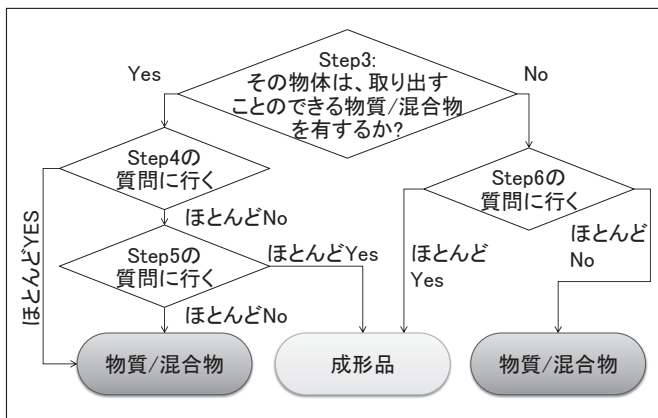 Step3:
その物体は、取り出す
ことのできる物質/混合物
を有するか?
Yes
No
Step4の
質問に行く
Step6の
質問に行く
ほとんどYES
ほとんどNo
Step5の
質問に行く
ほとんどYes
ほとんど
Yes
ほとんど
No
ほとんどNo
物質/混合物
成形品
物質/混合物